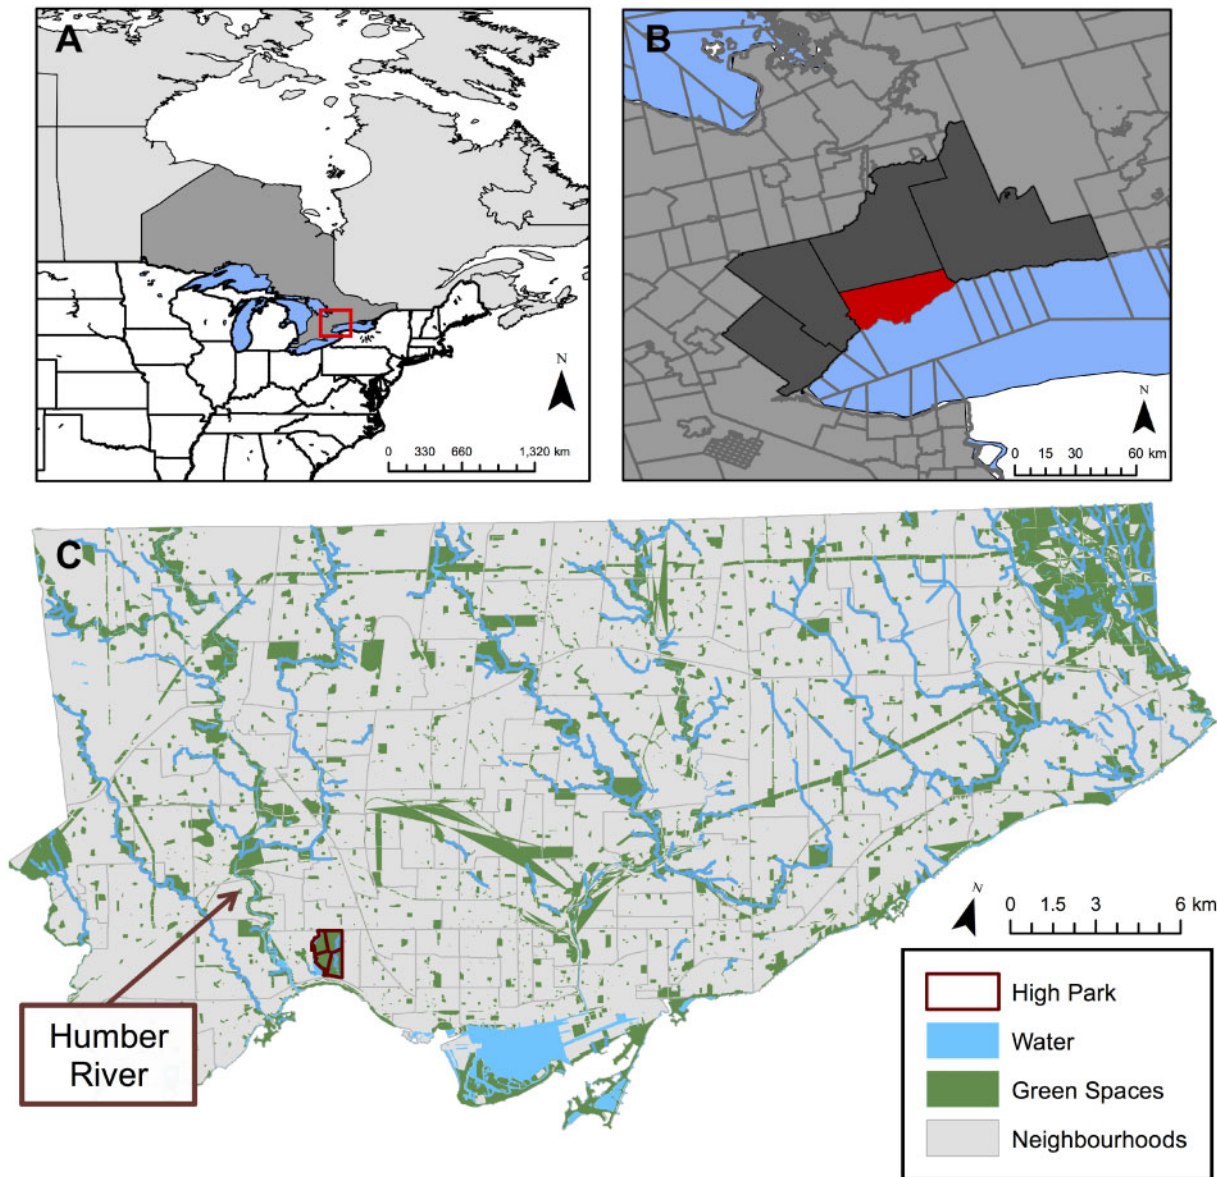 A
N
0 330 660 1,320 km
B
N
0 15 30 60 km
C
N
0 1.5 3 6 km
Humber
River
High Park
Water
Green Spaces
Neighbourhoods